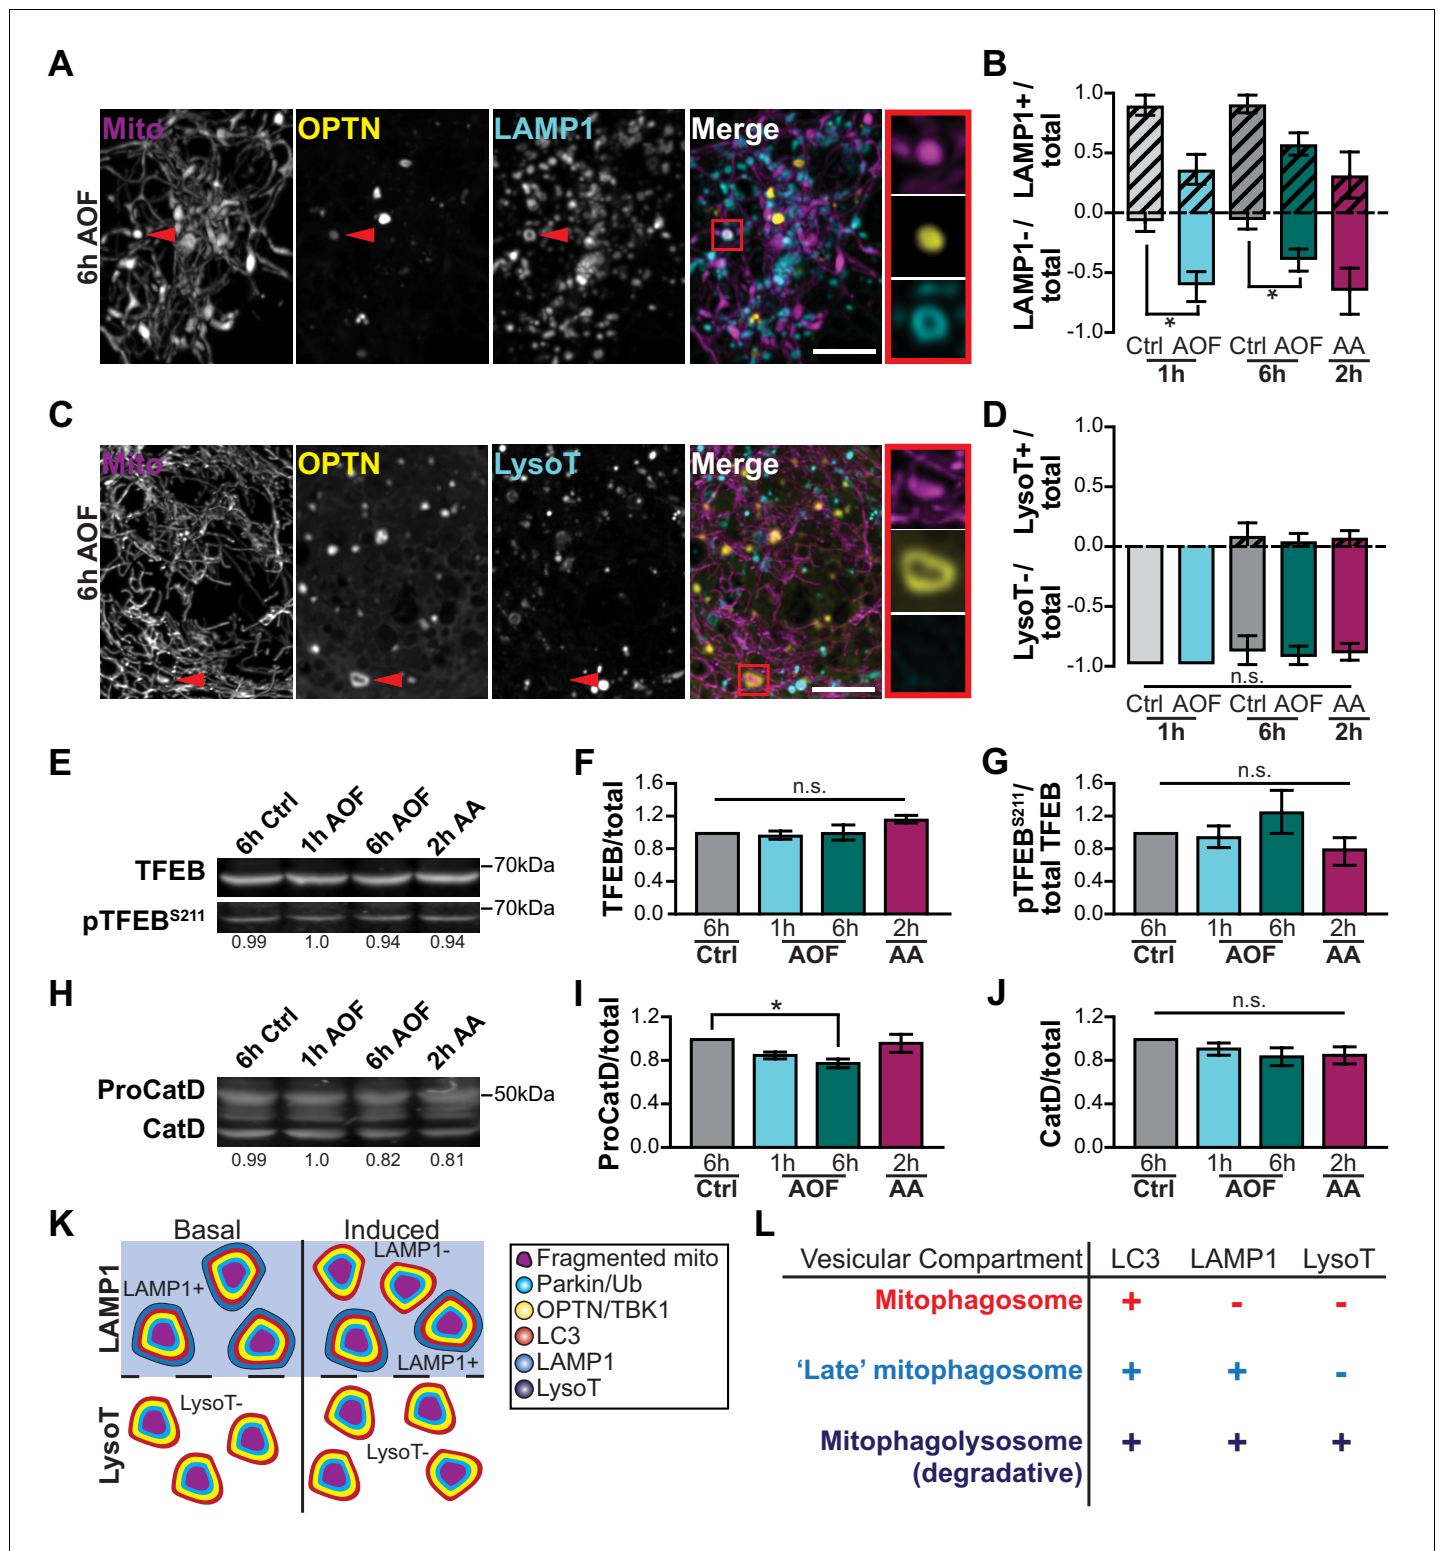 A
Mito
OPTN
LAMP1
Merge
6h AOF
B
LAMP1+/
total
LAMP1-/
total
1.0
0.5
0.0
-0.5
-1.0
*
*
Ctrl AOF Ctrl AOF AA
1h 6h 2h
C
Mito
OPTN
LysoT
Merge
6h AOF
D
LysoT+/
total
LysoT-/
total
1.0
0.5
0.0
-0.5
-1.0
n.s.
Ctrl AOF Ctrl AOF AA
1h 6h 2h
E
6h Ctrl
1h AOF
6h AOF
2h AA
TFEB
70kDa
pTFEBS211
70kDa
0.99 1.0 0.94 0.94
F
TFEB/total
1.6
1.2
0.8
0.4
0.0
n.s.
6h 1h 6h 2h
Ctrl AOF AA
G
pTFEBS211/
total TFEB
1.6
1.2
0.8
0.4
0.0
n.s.
6h 1h 6h 2h
Ctrl AOF AA
H
6h Ctrl
1h AOF
6h AOF
2h AA
ProCatD
50kDa
CatD
0.99 1.0 0.82 0.81
I
ProCatD/total
1.2
0.8
0.4
0.0
*
6h 1h 6h 2h
Ctrl AOF AA
J
CatD/total
1.2
0.8
0.4
0.0
n.s.
6h 1h 6h 2h
Ctrl AOF AA
K
Basal Induced
LAMP1
LAMP1+
LAMP1-
LAMP1+
LysoT
LysoT-
LysoT-
Fragmented mito
Parkin/Ub
OPTN/TBK1
LC3
LAMP1
LysoT
L
Vesicular Compartment LC3 LAMP1 LysoT
Mitophagosome + - -
‘Late’ mitophagosome + + -
Mitophagolysosome + + +
(degradative)